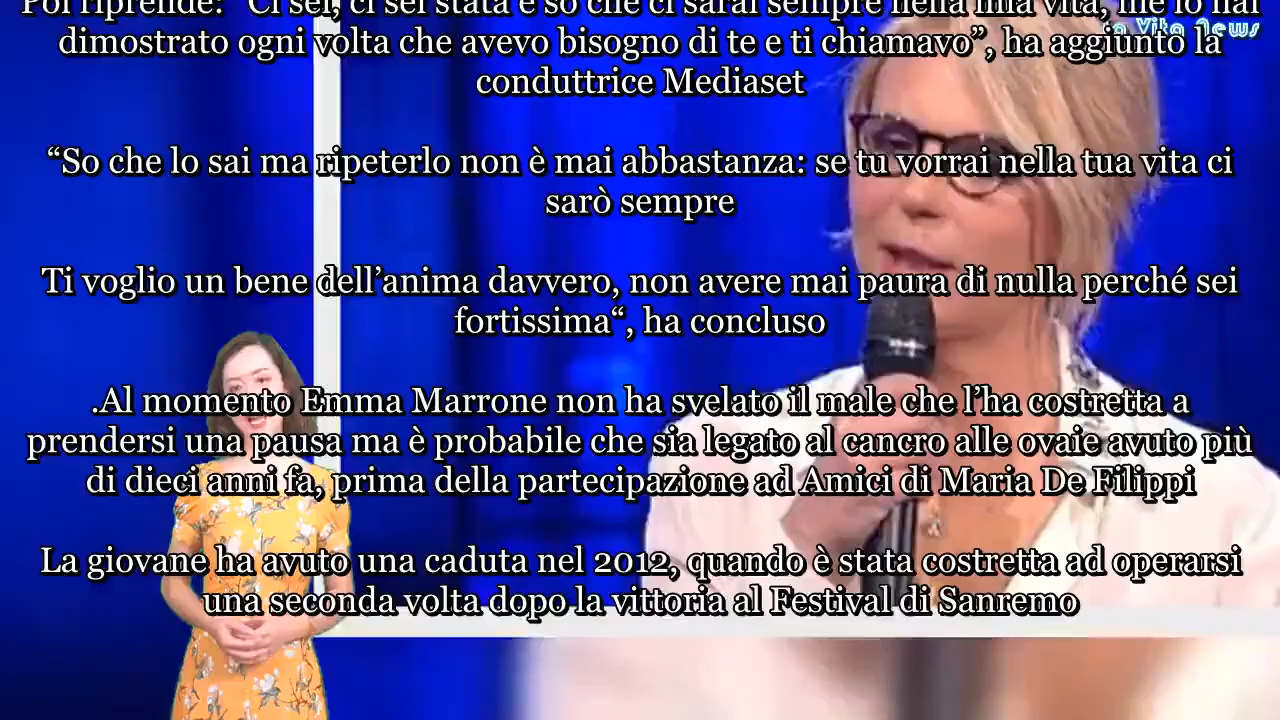 Poi riprende: “Ci sei, ci sei stata e so che ci sarai sempre nella mia vita, me lo hai
dimostrato ogni volta che avevo bisogno di te e ti chiamavo”, ha aggiunto la
conduttrice Mediaset
“So che lo sai ma ripeterlo non è mai abbastanza: se tu vorrai nella tua vita ci
sarò sempre
Ti voglio un bene dell’anima davvero, non avere mai paura di nulla perché sei
fortissima“, ha concluso
.Al momento Emma Marrone non ha svelato il male che l’ha costretta a
prendersi una pausa ma è probabile che sia legato al cancro alle ovaie avuto più
di dieci anni fa, prima della partecipazione ad Amici di Maria De Filippi
La giovane ha avuto una caduta nel 2012, quando è stata costretta ad operarsi
una seconda volta dopo la vittoria al Festival di Sanremo
Vita News